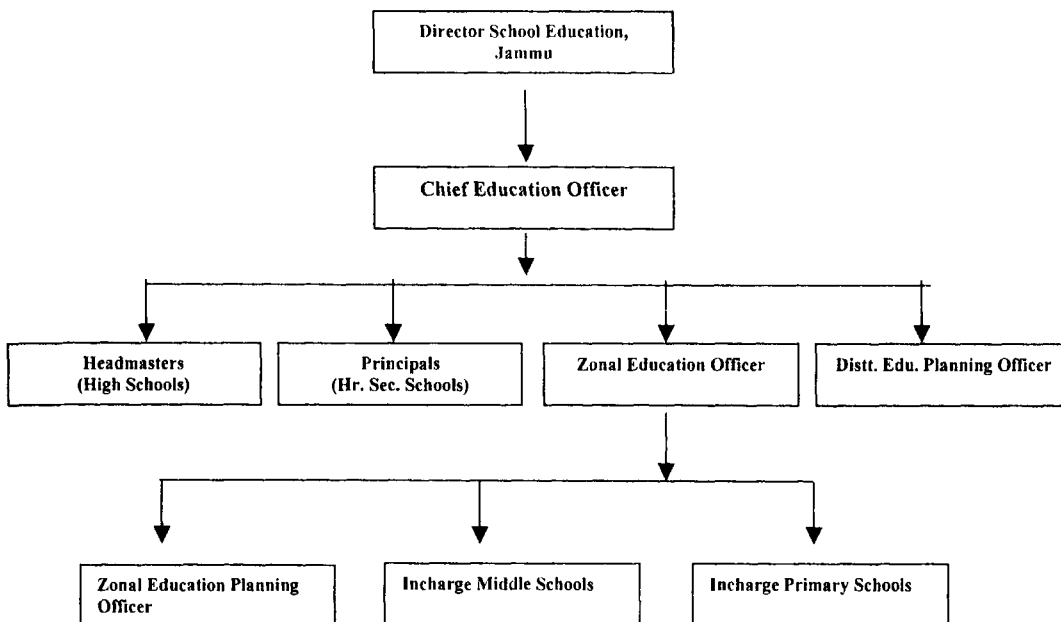 Director School Education,
Jammu
Chief Education Officer
Headmasters
(High Schools)
Principals
(Hr. Sec. Schools)
Zonal Education Officer
Distt. Edu. Planning Officer
Zonal Education Planning
Officer
Incharge Middle Schools
Incharge Primary Schools